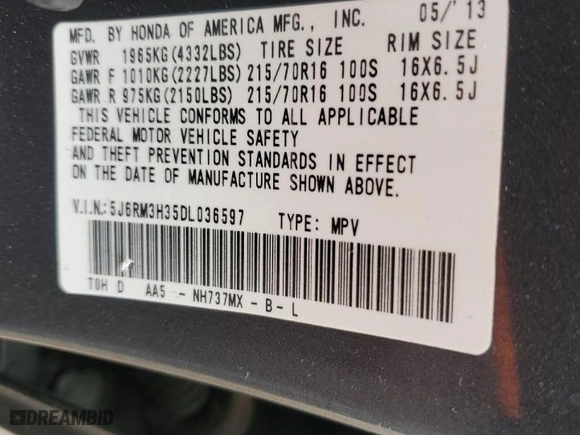 MFD. BY HONDA OF AMERICA MFG., INC. 05/'13
GVWR 1965KG(4332LBS) TIRE SIZE RIM SIZE
GAWR F 1010KG(2227LBS) 215/70R16 100S 16X6.5J
GAWR R 975KG(2150LBS) 215/70R16 100S 16X6.5J
THIS VEHICLE CONFORMS TO ALL APPLICABLE
FEDERAL MOTOR VEHICLE SAFETY
AND THEFT PREVENTION STANDARDS IN EFFECT
ON THE DATE OF MANUFACTURE SHOWN ABOVE.
V.I.N.: 5J6RM3H35DL036597 TYPE: MPV
T0H D AA5 -- NH737MX - B - L
DREAMBID